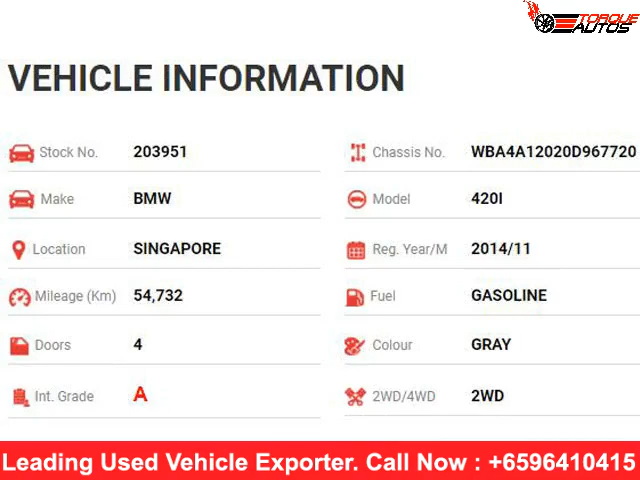 TORQUE
AUTOS
VEHICLE INFORMATION
Stock No. 203951 Chassis No. WBA4A12020D967720
Make BMW Model 420I
Location SINGAPORE Reg. Year/M 2014/11
Mileage (Km) 54,732 Fuel GASOLINE
Doors 4 Colour GRAY
Int. Grade A 2WD/4WD 2WD
Leading Used Vehicle Exporter. Call Now : +6596410415